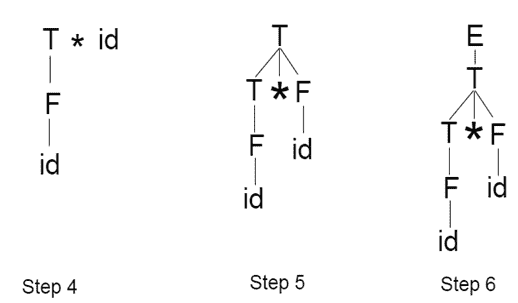 T * id
F
id
Step 4
T
T * F
F id
id
Step 5
E
T
T * F
F id
id
Step 6